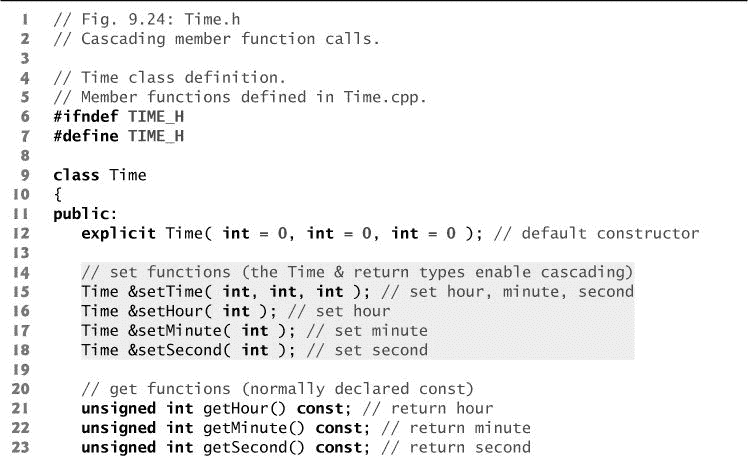 1 // Fig. 9.24: Time.h
2 // Cascading member function calls.
3
4 // Time class definition.
5 // Member functions defined in Time.cpp.
6 #ifndef TIME_H
7 #define TIME_H
8
9 class Time
10 {
11 public:
12 explicit Time( int = 0, int = 0, int = 0 ); // default constructor
13
14 // set functions (the Time & return types enable cascading)
15 Time &setTime( int, int, int ); // set hour, minute, second
16 Time &setHour( int ); // set hour
17 Time &setMinute( int ); // set minute
18 Time &setSecond( int ); // set second
19
20 // get functions (normally declared const)
21 unsigned int getHour() const; // return hour
22 unsigned int getMinute() const; // return minute
23 unsigned int getSecond() const; // return second